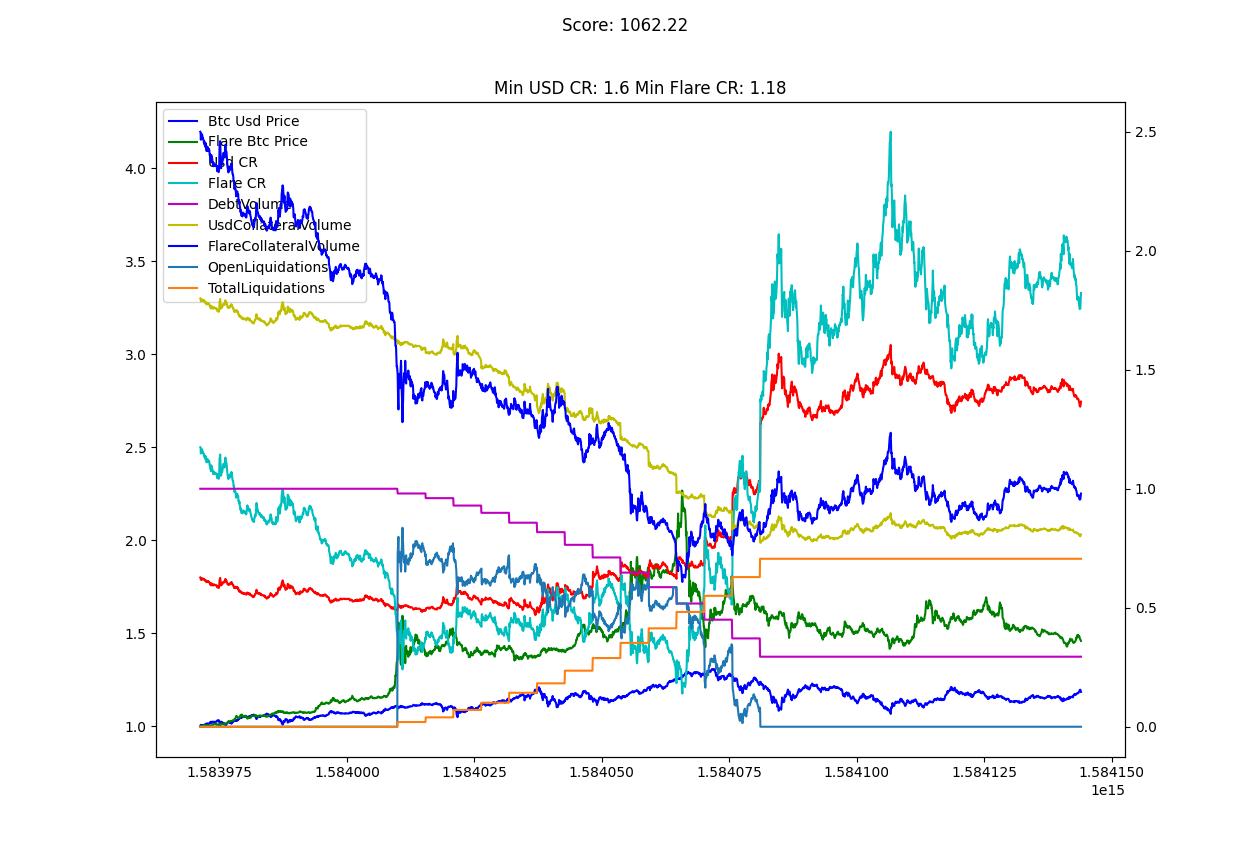 Score: 1062.22
Min USD CR: 1.6 Min Flare CR: 1.18
Btc Usd Price
Flare Btc Price
Usd CR
Flare CR
DebtVolume
UsdCollateralVolume
FlareCollateralVolume
OpenLiquidations
TotalLiquidations
4.0
3.5
3.0
2.5
2.0
1.5
1.0
2.5
2.0
1.5
1.0
0.5
0.0
1.583975
1.584000
1.584025
1.584050
1.584075
1.584100
1.584125
1.584150
1e15